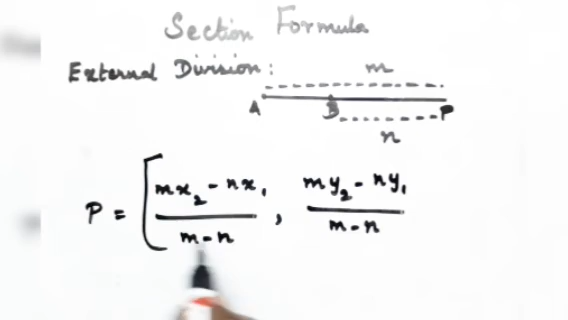 Section Formula
External Division:
m
A B P
n
P = [ mx₂ - nx₁ / m - n , my₂ - ny₁ / m - n